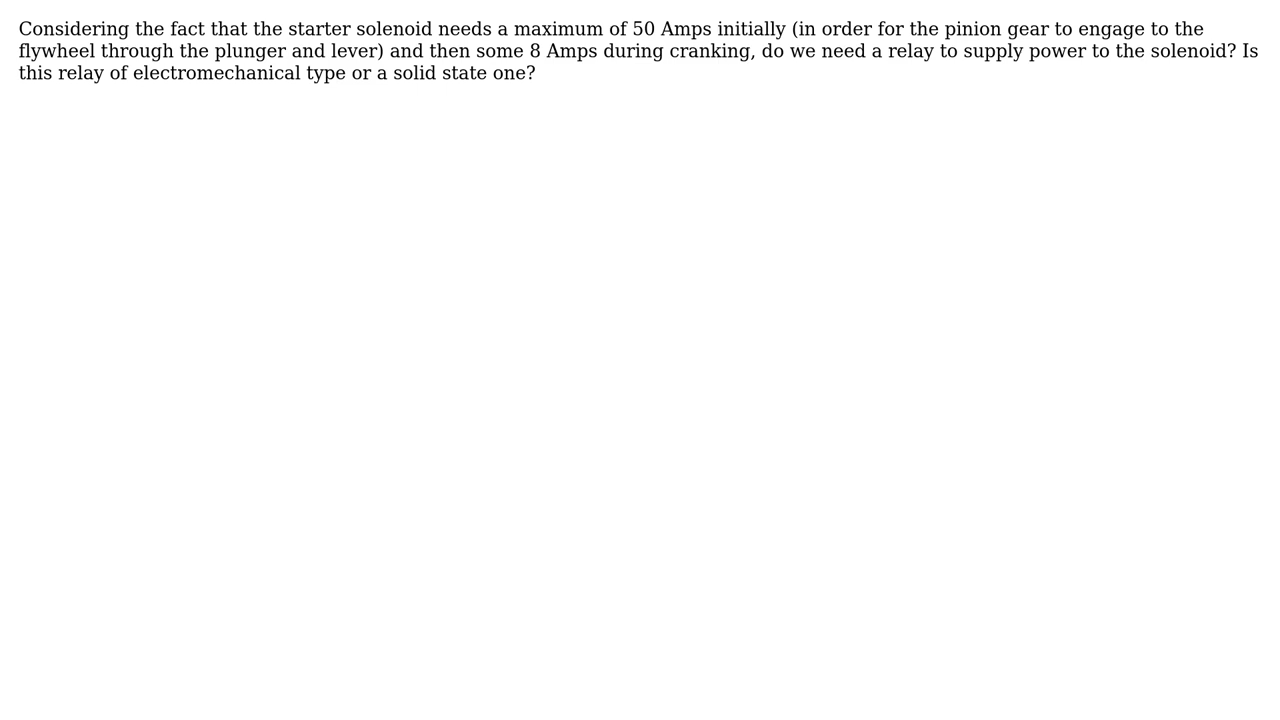 Considering the fact that the starter solenoid needs a maximum of 50 Amps initially (in order for the pinion gear to engage to the
flywheel through the plunger and lever) and then some 8 Amps during cranking, do we need a relay to supply power to the solenoid? Is
this relay of electromechanical type or a solid state one?